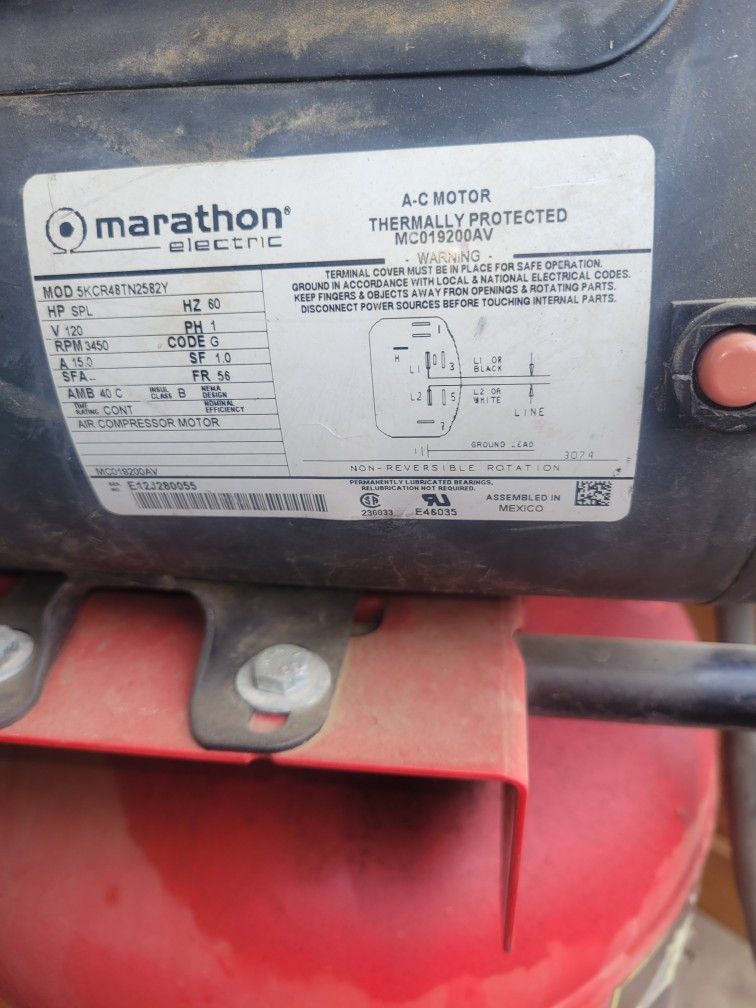 marathon®
electric
A-C MOTOR
THERMALLY PROTECTED
MC019200AV
- WARNING -
TERMINAL COVER MUST BE IN PLACE FOR SAFE OPERATION.
GROUND IN ACCORDANCE WITH LOCAL & NATIONAL ELECTRICAL CODES.
KEEP FINGERS & OBJECTS AWAY FROM OPENINGS & ROTATING PARTS.
DISCONNECT POWER SOURCES BEFORE TOUCHING INTERNAL PARTS.
MOD 5KCR48TN2582Y
HP SPL HZ 60
V 120 PH 1
RPM 3450 CODE G
A 15.0 SF 1.0
SFA-- FR 56
AMB 40 C INSUL CLASS B NEMA DESIGN
TIME RATING CONT NOMINAL EFFICIENCY
AIR COMPRESSOR MOTOR
MC019200AV
SER. NO. E12J280055
1
H
L1 3
L1 OR BLACK
L2 5
L2 OR WHITE
LINE
GROUND LEAD
3079
NON-REVERSIBLE ROTATION
PERMANENTLY LUBRICATED BEARINGS,
RELUBRICATION NOT REQUIRED.
236033
E46035
ASSEMBLED IN
MEXICO